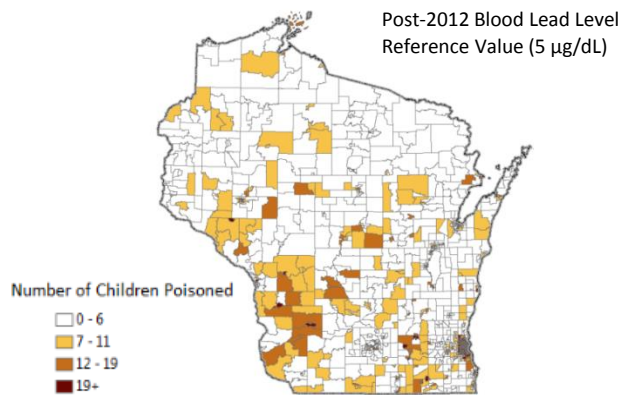 Post-2012 Blood Lead Level
Reference Value (5 µg/dL)
Number of Children Poisoned
0 - 6
7 - 11
12 - 19
19+